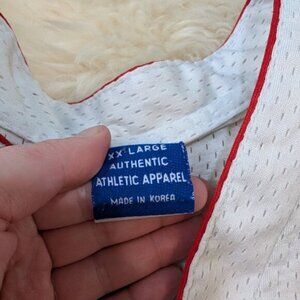 XX-LARGE
AUTHENTIC
ATHLETIC APPAREL
MADE IN KOREA